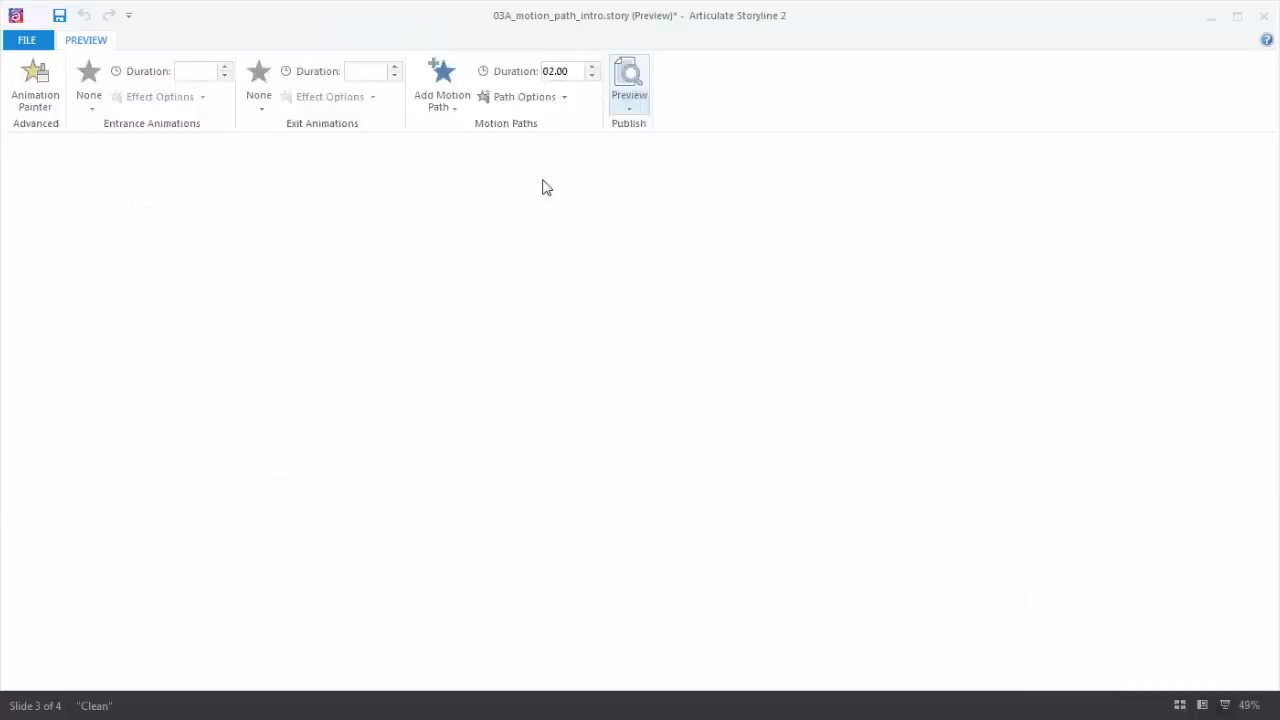 03A_motion_path_intro.story (Preview)* - Articulate Storyline 2
FILE PREVIEW
Animation Painter
None
Duration:
Effect Options
None
Duration:
Effect Options
Add Motion Path
Duration: 02.00
Path Options
Preview
Advanced Entrance Animations Exit Animations Motion Paths Publish
Slide 3 of 4 "Clean" 49%